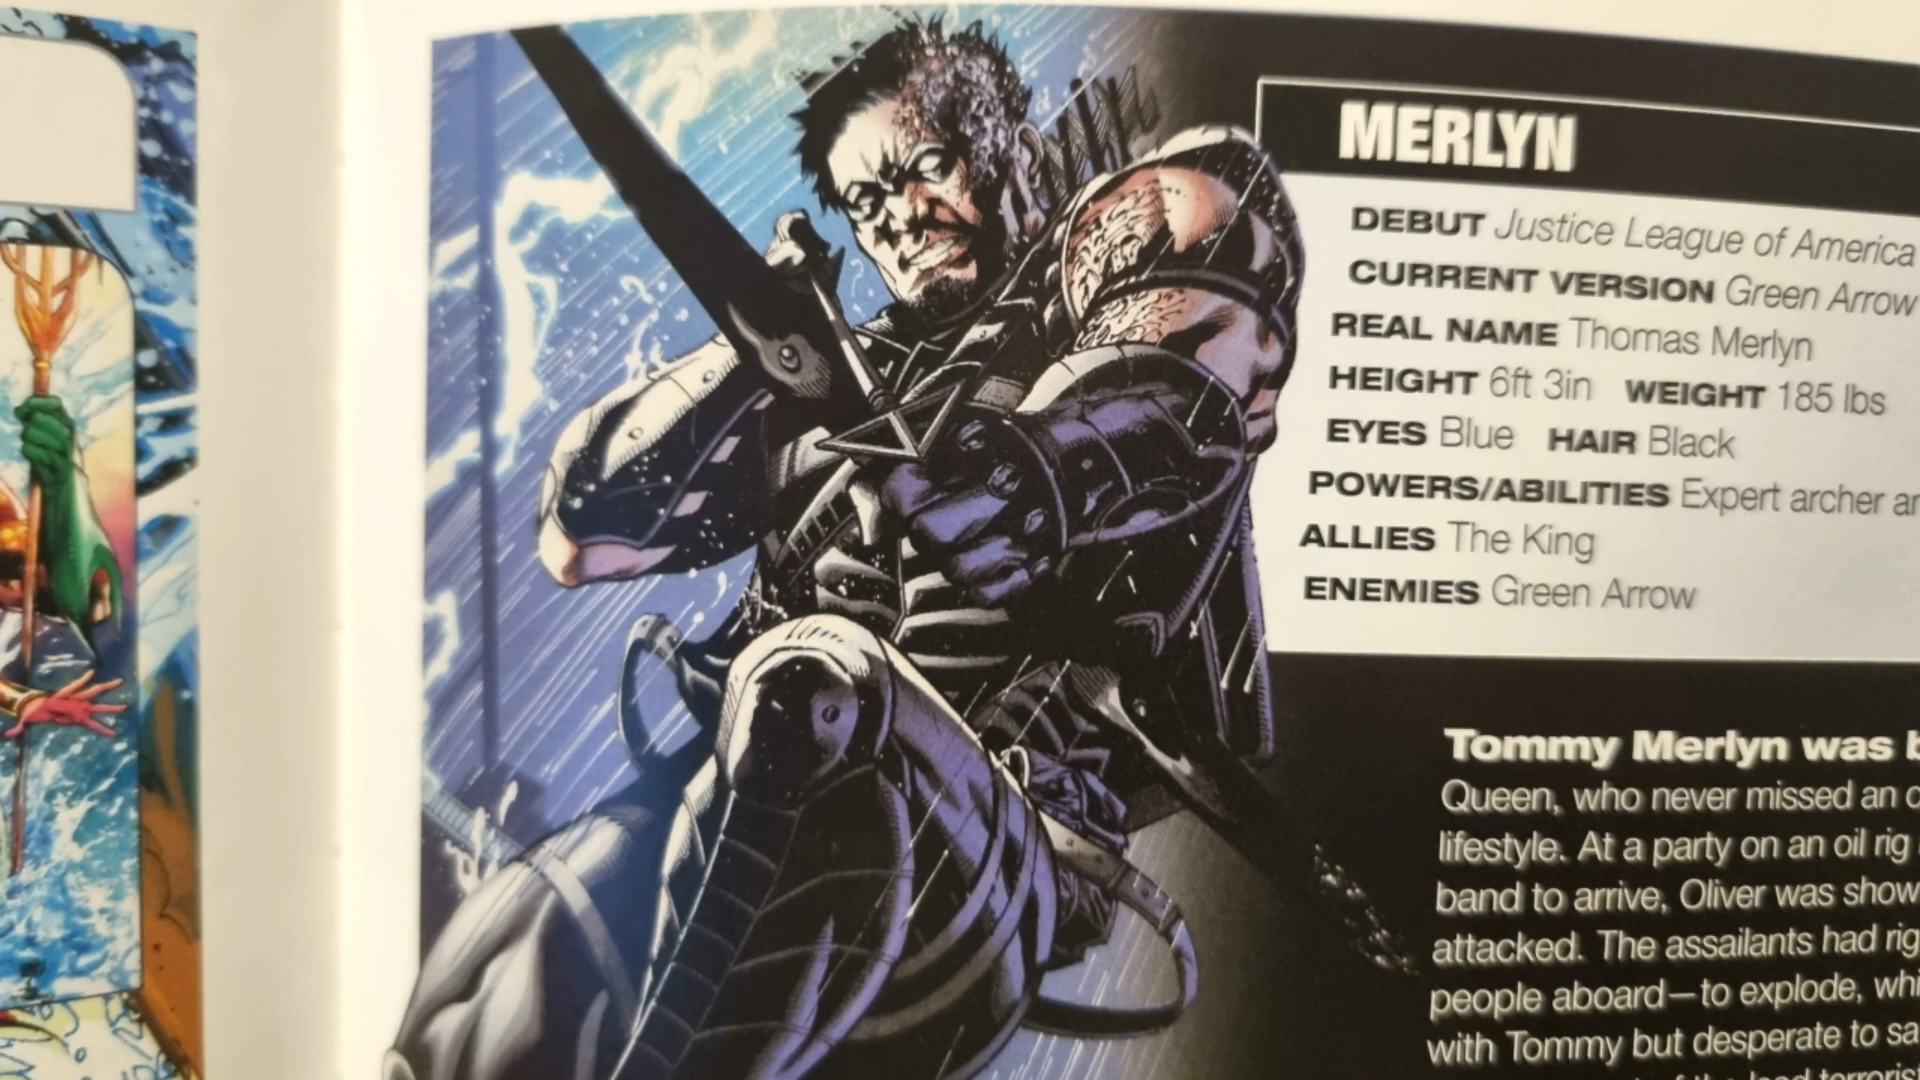 MERLYN
DEBUT Justice League of America
CURRENT VERSION Green Arrow
REAL NAME Thomas Merlyn
HEIGHT 6ft 3in WEIGHT 185 lbs
EYES Blue HAIR Black
POWERS/ABILITIES Expert archer
ALLIES The King
ENEMIES Green Arrow
Tommy Merlyn was
Queen, who never missed an
lifestyle. At a party on an oil rig
band to arrive, Oliver was
attacked. The assailants had
people aboard—to explode,
with Tommy but desperate to